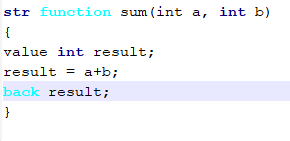 str function sum(int a, int b)
{
value int result;
result = a+b;
back result;
}